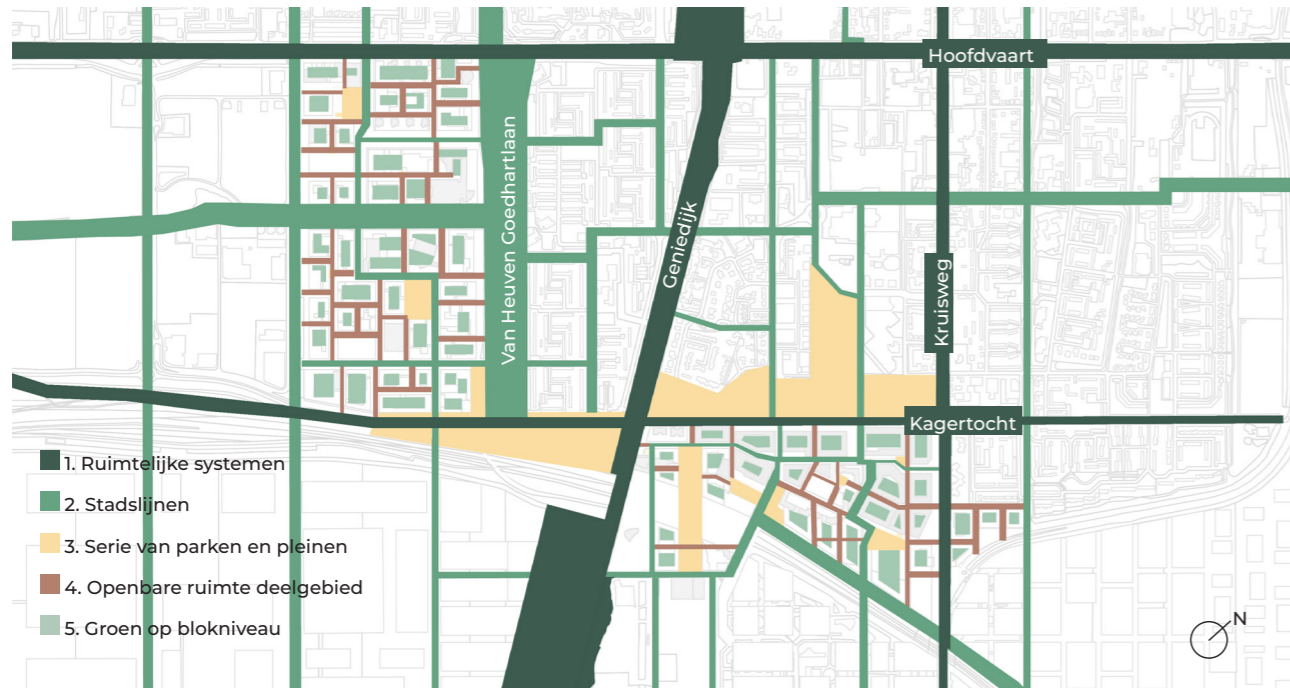 Hoofdvaart
Van Heuven Goedhartlaan
Geniedijk
Kruisweg
Kagertocht
1. Ruimtelijke systemen
2. Stadslijnen
3. Serie van parken en pleinen
4. Openbare ruimte deelgebied
5. Groen op blokniveau
N